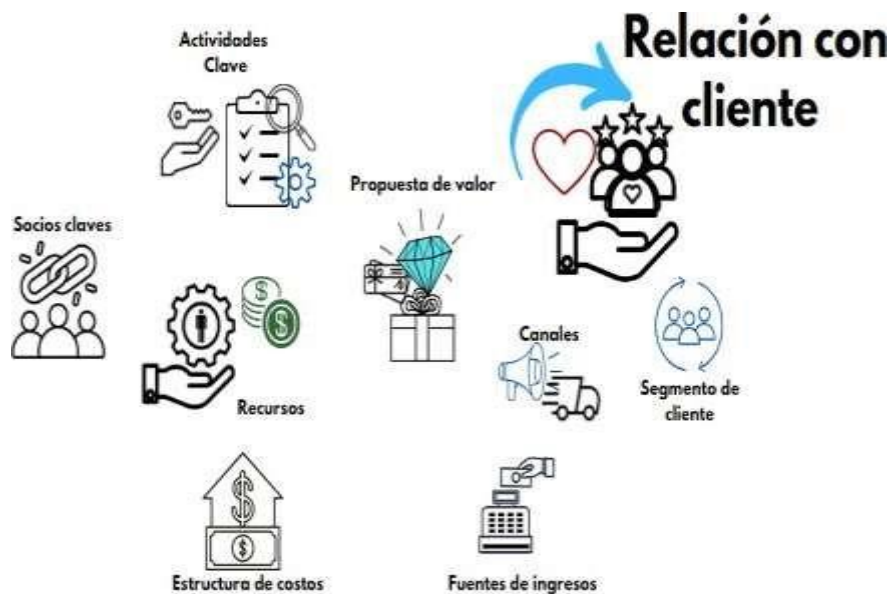 Actividades
Clave
Relación con
cliente
Propuesta de valor
Socios claves
Canales
Recursos
Segmento de
cliente
Estructura de costos
Fuentes de ingresos